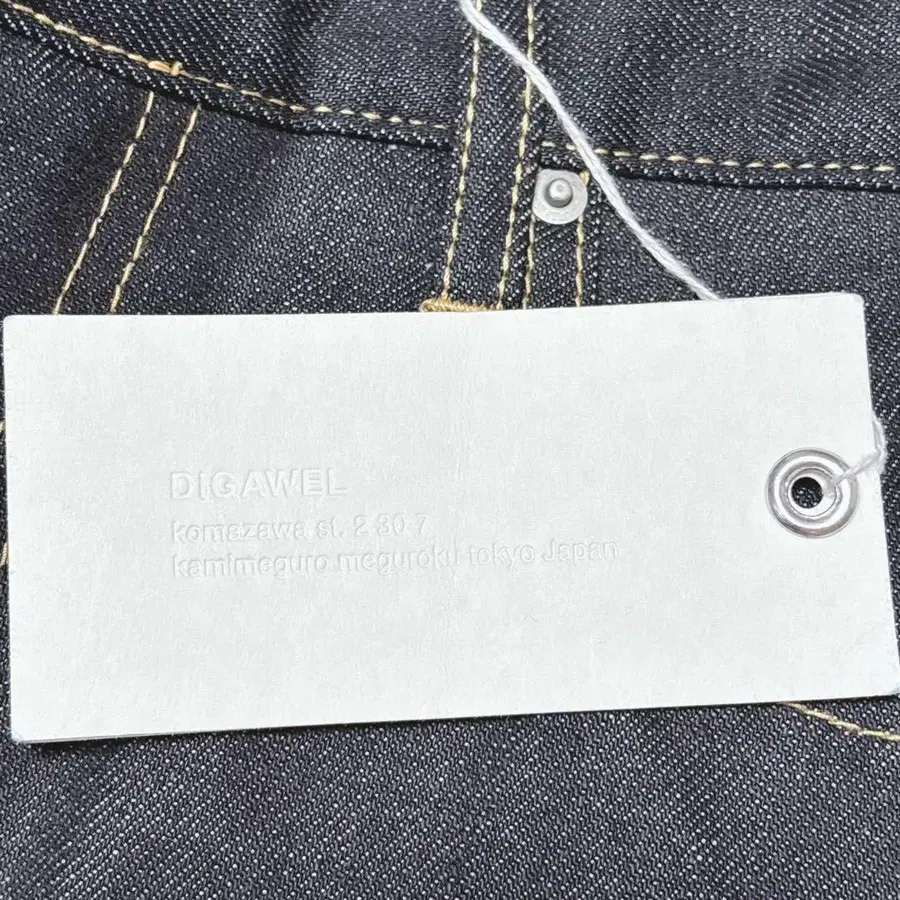 DIGAWEL
komazawa st. 2 30 7
kamimeguro meguroku tokyo Japan